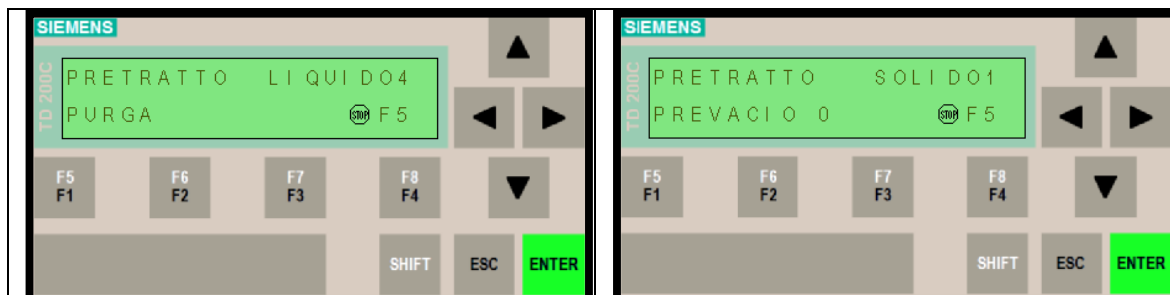 SIEMENS
TD 200C
PRETRATTO LIQUIDO4
PURGA STOP F5
F5 F6 F7 F8
F1 F2 F3 F4
SHIFT ESC ENTER
SIEMENS
TD 200C
PRETRATTO SOLIDO1
PREVACIO 0 STOP F5
F5 F6 F7 F8
F1 F2 F3 F4
SHIFT ESC ENTER